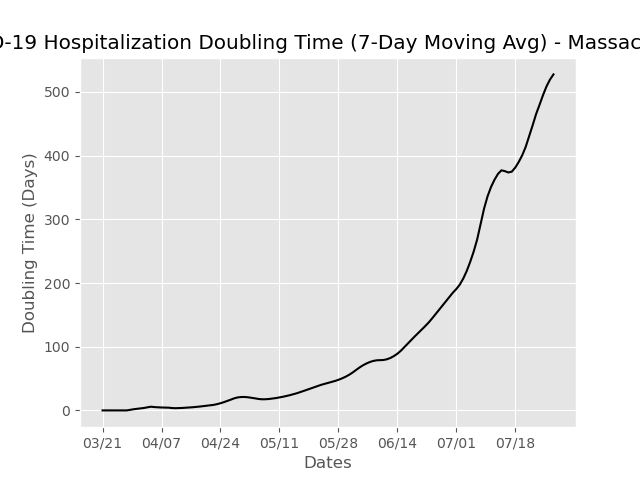 D-19 Hospitalization Doubling Time (7-Day Moving Avg) - Massac
Doubling Time (Days)
500
400
300
200
100
0
03/21 04/07 04/24 05/11 05/28 06/14 07/01 07/18
Dates